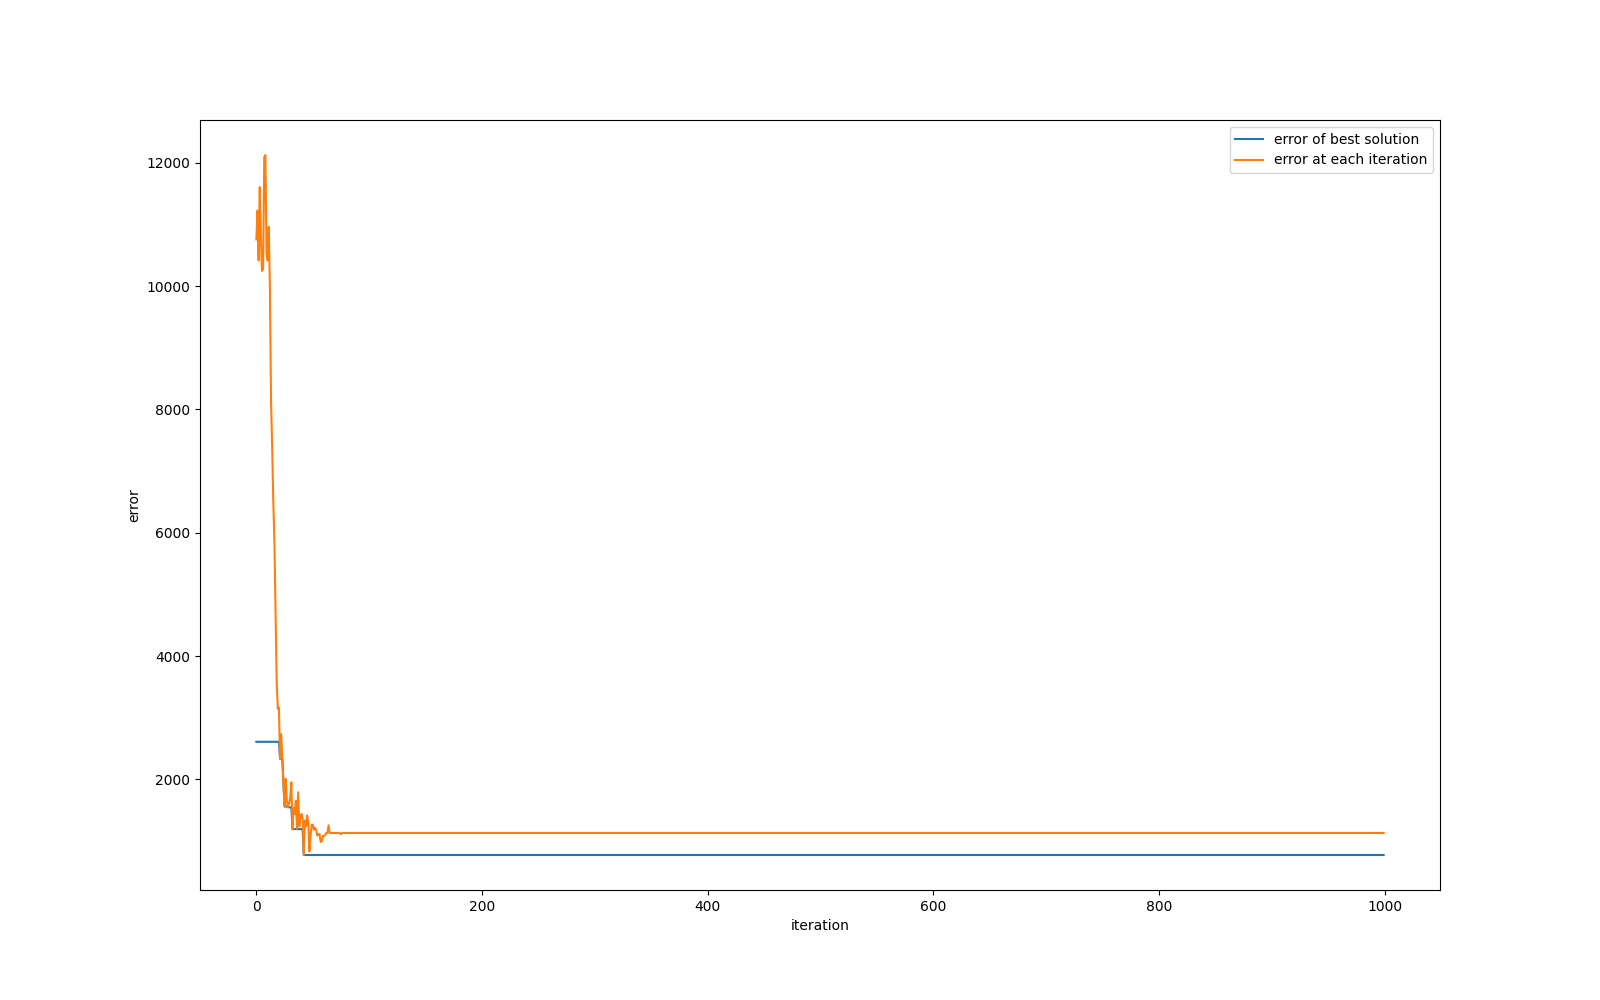 error of best solution
error at each iteration
12000
10000
8000
6000
4000
2000
error
0 200 400 600 800 1000
iteration